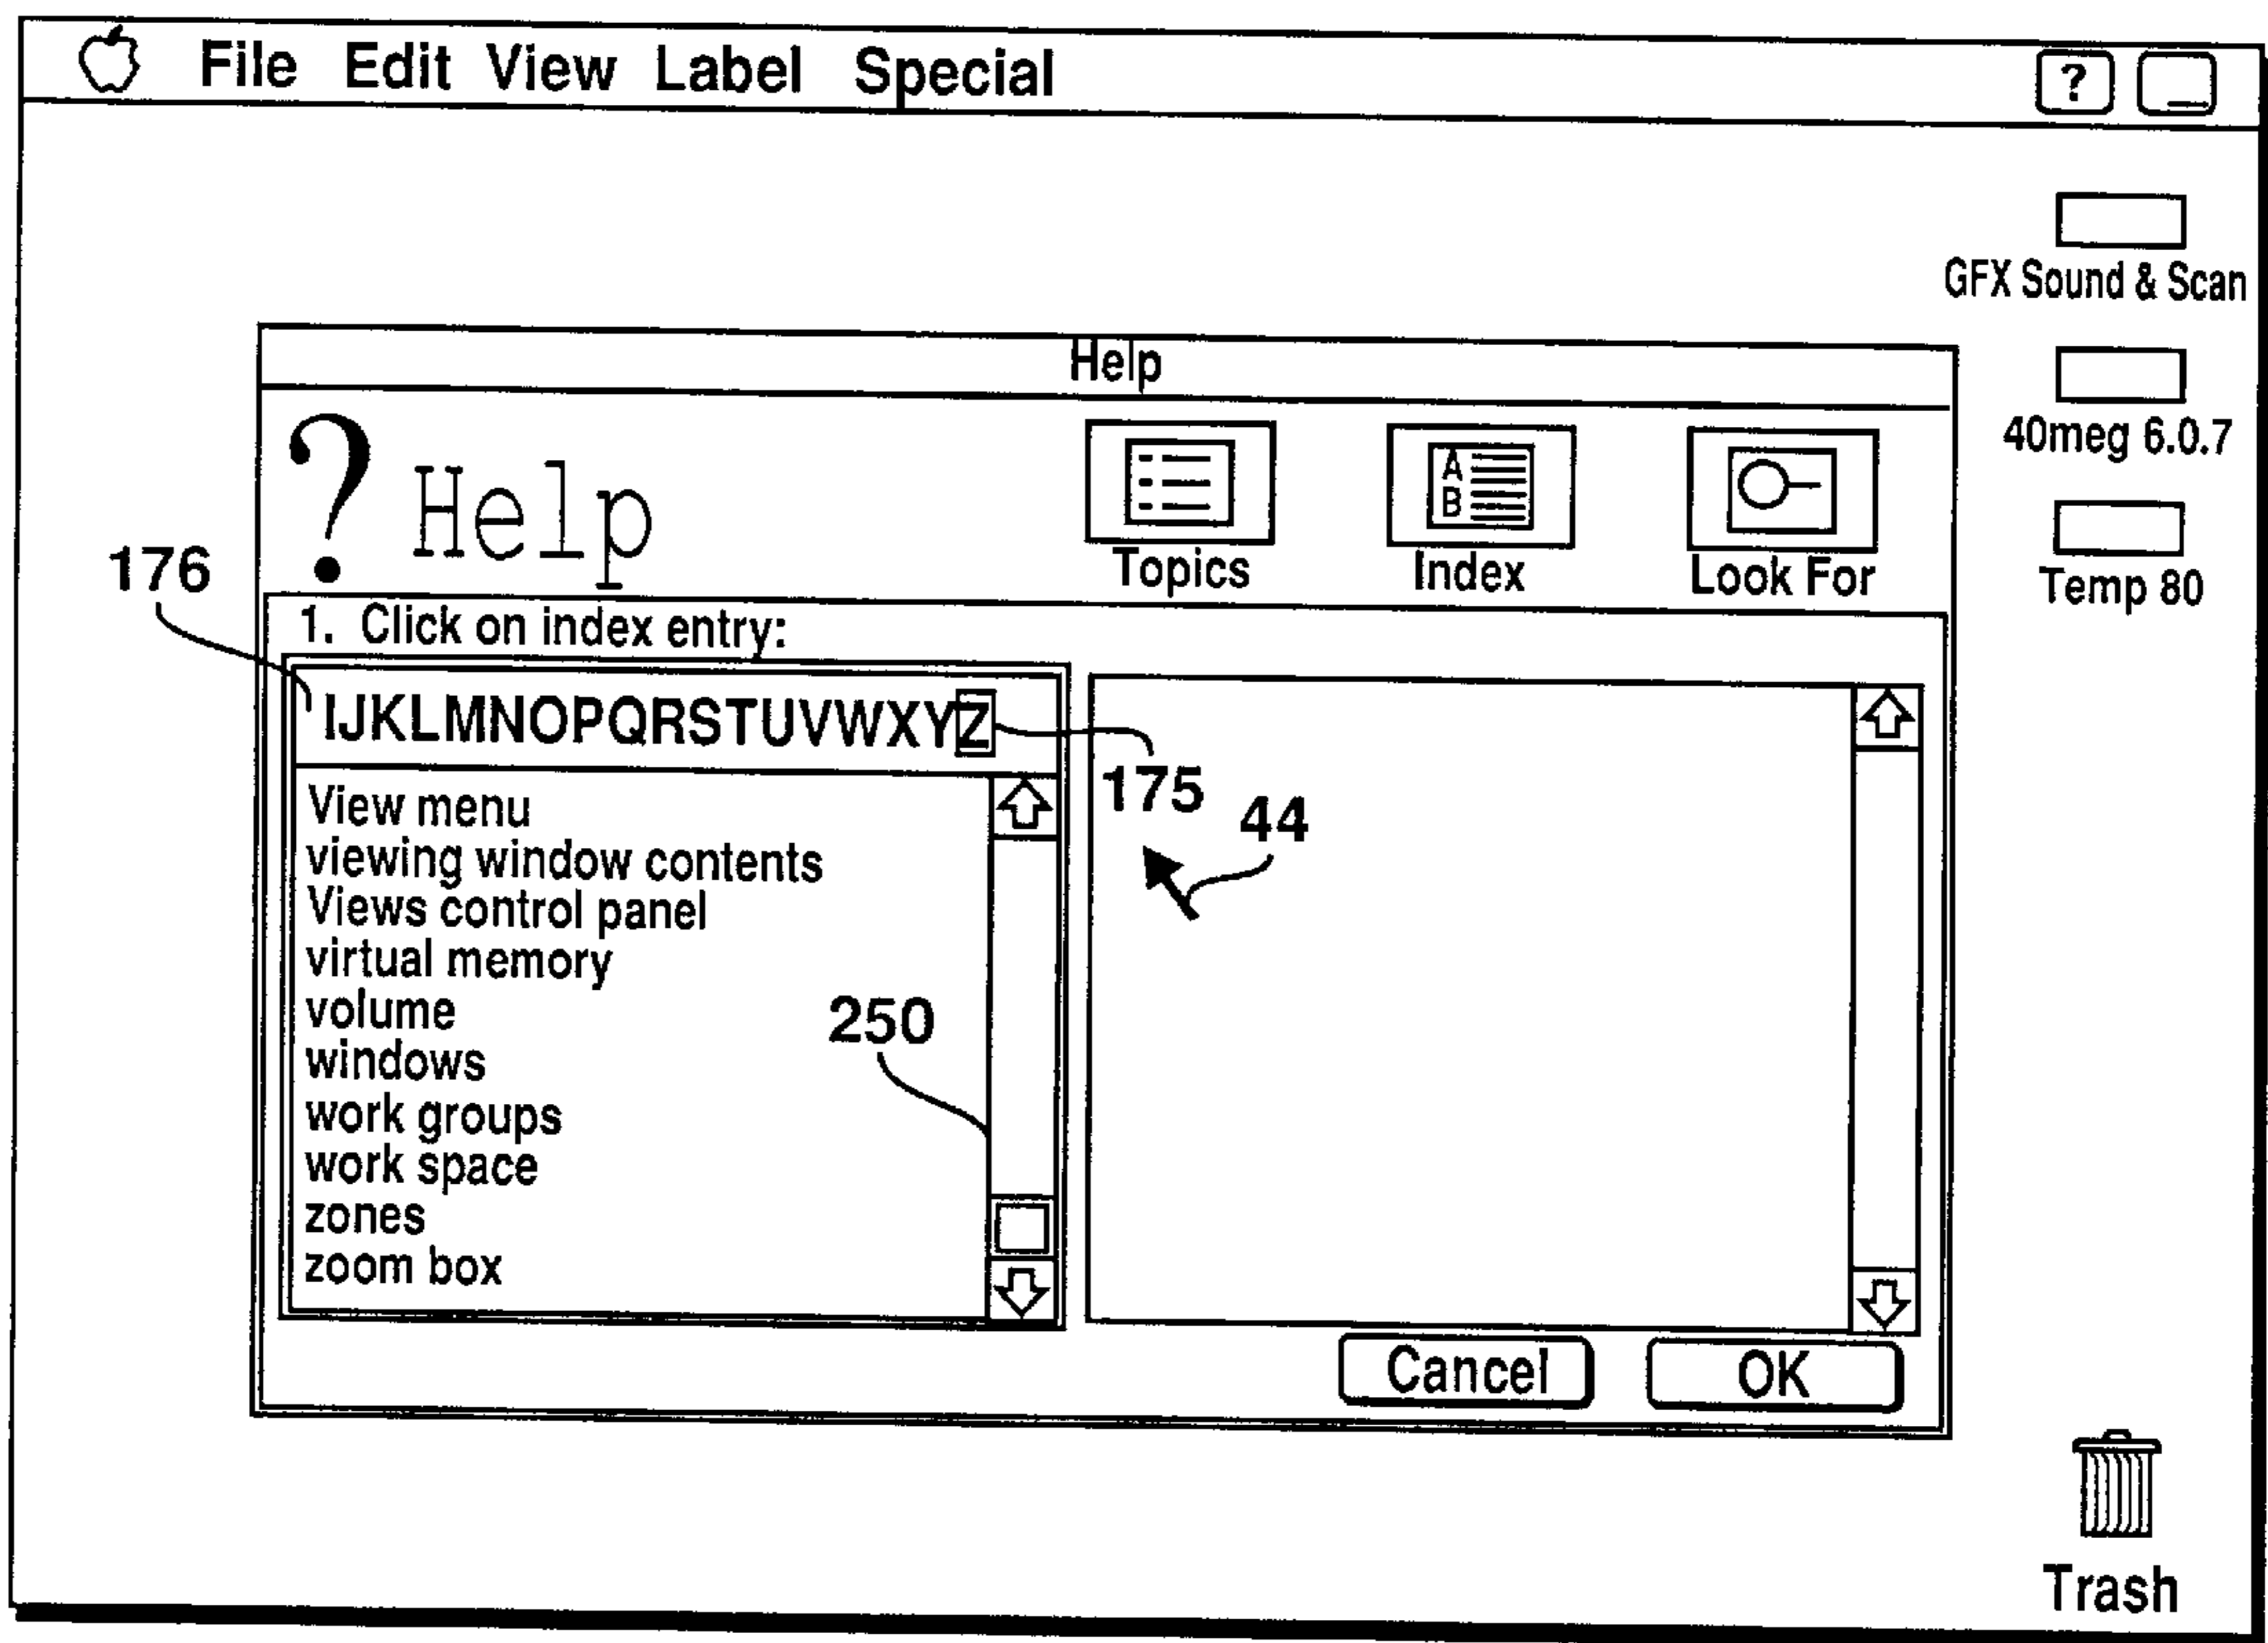 File Edit View Label Special ?
GFX Sound & Scan
Help
40meg 6.0.7
? Help
A
B
Topics Index Look For
Temp 80
176
1. Click on index entry:
IJKLMNOPQRSTUVWXYZ
175
44
View menu
viewing window contents
Views control panel
virtual memory
volume
250
windows
work groups
work space
zones
zoom box
Cancel OK
Trash